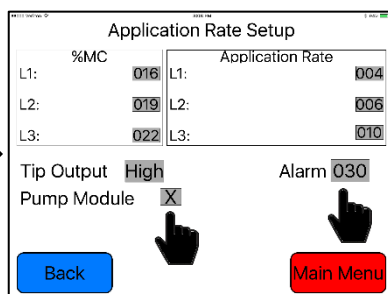 Application Rate Setup
%MC Application Rate
L1: 016 L1: 004
L2: 019 L2: 006
L3: 022 L3: 010
Tip Output High Alarm 030
Pump Module X
Back Main Menu